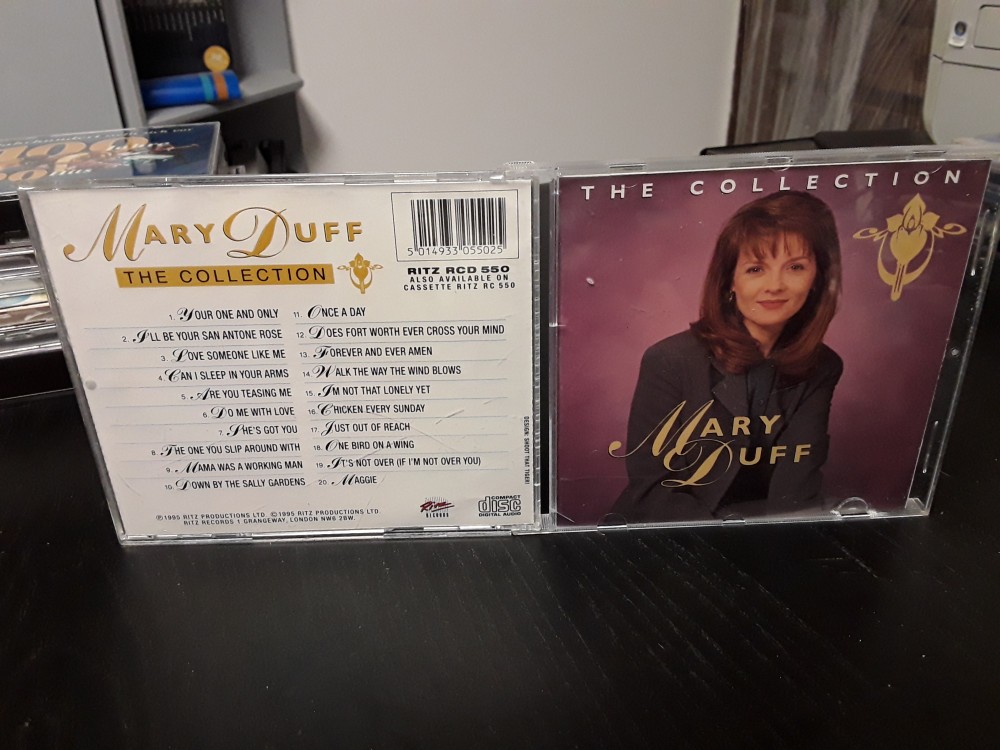 MARY DUFF
THE COLLECTION
5 014933 055025
RITZ RCD 550
ALSO AVAILABLE ON
CASSETTE RITZ RC 550
1. YOUR ONE AND ONLY
2. I'LL BE YOUR SAN ANTONE ROSE
3. LOVE SOMEONE LIKE ME
4. CAN I SLEEP IN YOUR ARMS
5. ARE YOU TEASING ME
6. DO ME WITH LOVE
7. SHE'S GOT YOU
8. THE ONE YOU SLIP AROUND WITH
9. MAMA WAS A WORKING MAN
10. DOWN BY THE SALLY GARDENS
11. ONCE A DAY
12. DOES FORT WORTH EVER CROSS YOUR MIND
13. FOREVER AND EVER AMEN
14. WALK THE WAY THE WIND BLOWS
15. I'M NOT THAT LONELY YET
16. CHICKEN EVERY SUNDAY
17. JUST OUT OF REACH
18. ONE BIRD ON A WING
19. IT'S NOT OVER (IF I'M NOT OVER YOU)
20. MAGGIE
DESIGN: SHOOT THAT TIGER!
℗1995 RITZ PRODUCTIONS LTD. ©1995 RITZ PRODUCTIONS LTD.
RITZ RECORDS 1 GRANGEWAY, LONDON NW6 2BW.
Ritz
RECORDS
COMPACT
disc
DIGITAL AUDIO
THE COLLECTION
MARY
DUFF